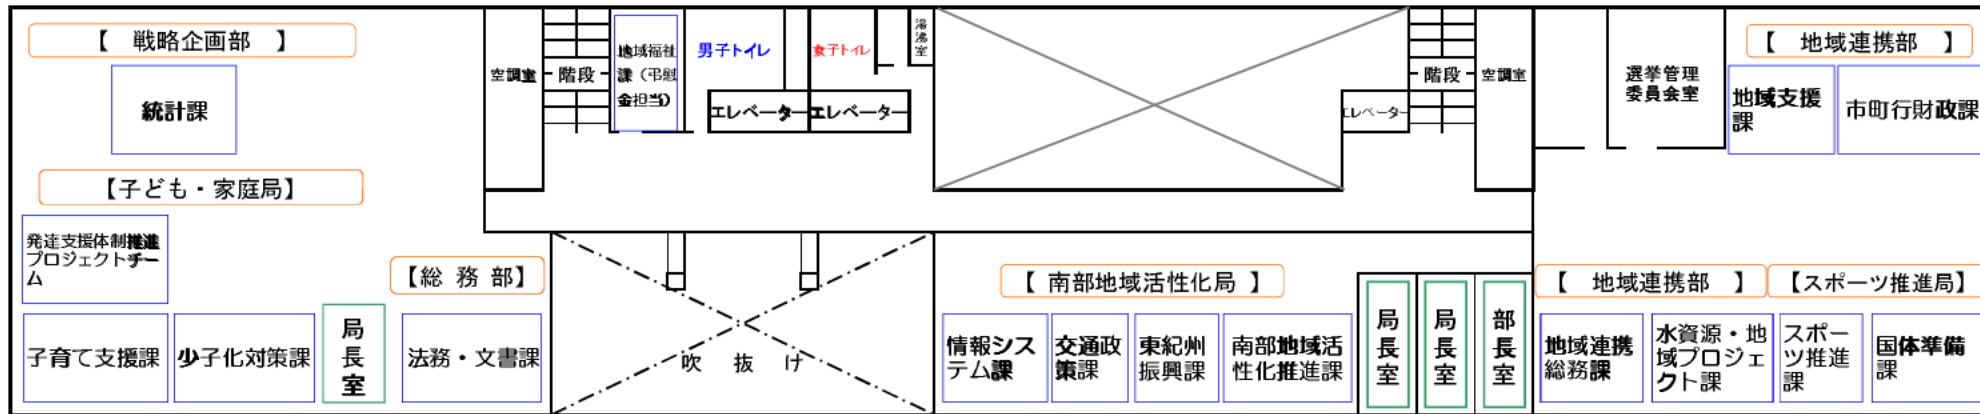 【　戦略企画部　】
統計課
【子ども・家庭局】
発達支援体制推進
プロジェクトチー
ム
【総 務 部】
子育て支援課
少子化対策課
局
長
室
法務・文書課
空調室
階段
地域福祉
課（弔慰
金担当）
男子トイレ
女子トイレ
湯
沸
室
エレベーター
エレベーター
吹　抜　け
エレベーター
階段
空調室
選挙管理
委員会室
【　地域連携部　】
地域支援
課
市町行財政課
【 南部地域活性化局 】
情報シス
テム課
交通政
策課
東紀州
振興課
南部地域活
性化推進課
局
長
室
局
長
室
部
長
室
【　地域連携部　】
【スポーツ推進局】
地域連携
総務課
水資源・地
域プロジェ
クト課
スポー
ツ推進
課
国体準備
課